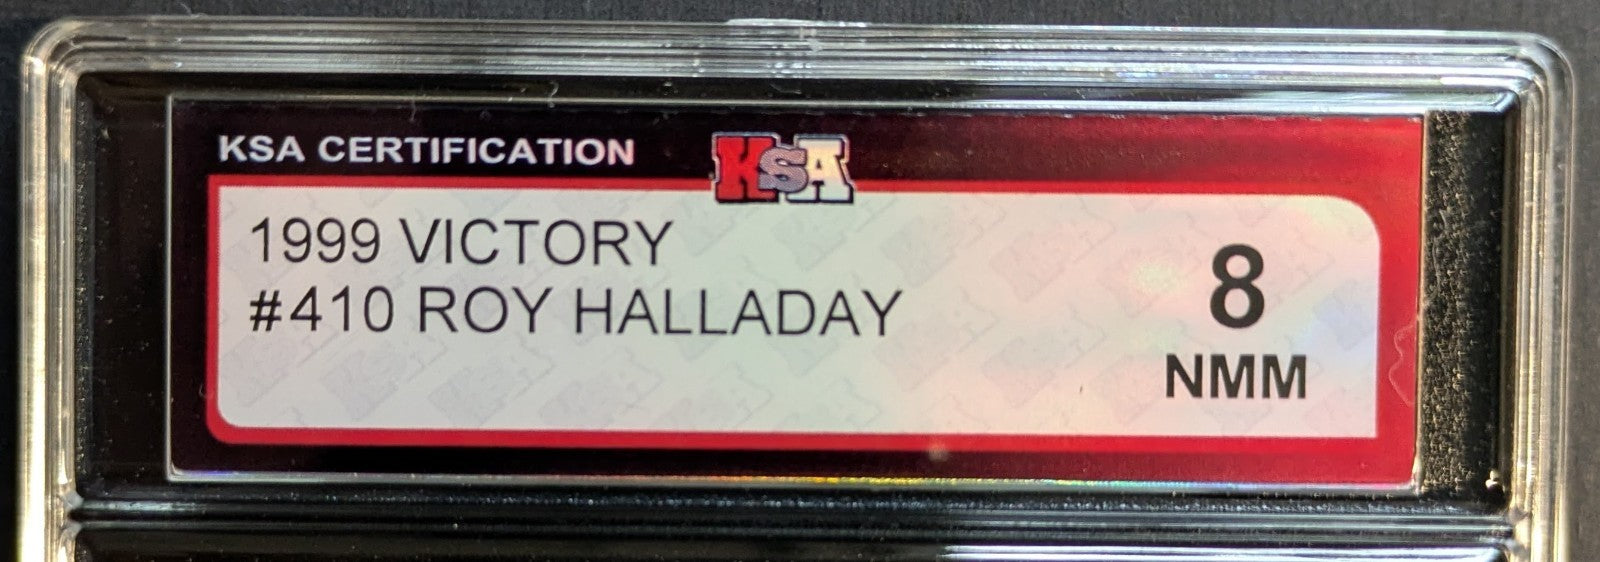 KSA CERTIFICATION
KSA
1999 VICTORY
#410 ROY HALLADAY
8
NMM